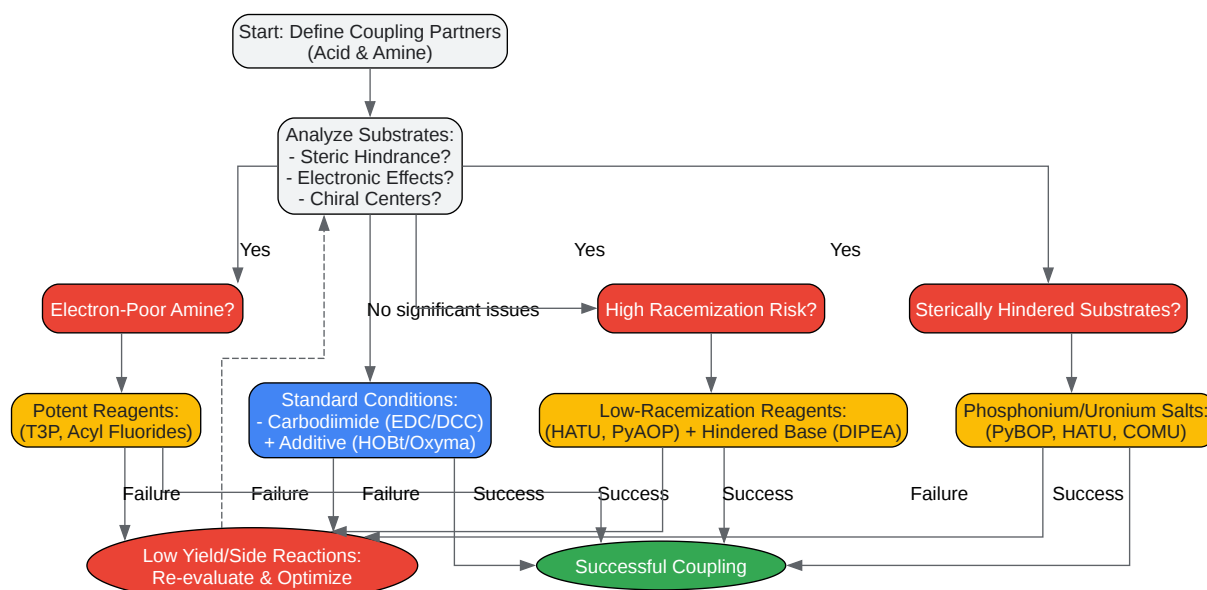 Start: Define Coupling Partners
(Acid & Amine)
Analyze Substrates:
- Steric Hindrance?
- Electronic Effects?
- Chiral Centers?
Yes
Yes
Yes
Electron-Poor Amine?
No significant issues
High Racemization Risk?
Sterically Hindered Substrates?
Potent Reagents:
(T3P, Acyl Fluorides)
Standard Conditions:
- Carbodiimide (EDC/DCC)
+ Additive (HOBt/Oxyma)
Low-Racemization Reagents:
(HATU, PyAOP) + Hindered Base (DIPEA)
Phosphonium/Uronium Salts:
(PyBOP, HATU, COMU)
Failure
Failure
Failure
Success
Success
Success
Failure
Success
Low Yield/Side Reactions:
Re-evaluate & Optimize
Successful Coupling